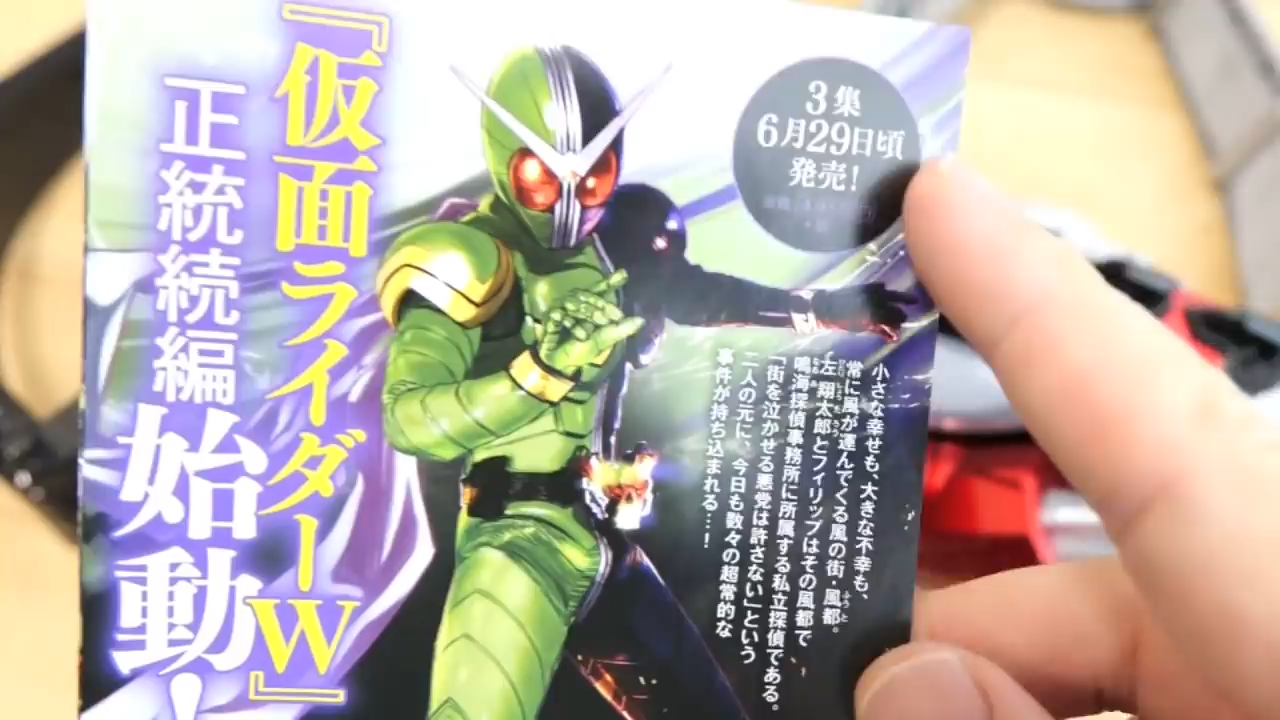 『仮面ライダーW』
正統続編
始動!
3集
6月29日頃
発売!
小さな幸せも、大きな不幸も、
常に風が運んでくる風の街・風都。
左 翔太郎とフィリップはその風都で
鳴海探偵事務所に所属する私立探偵である。
「街を泣かせる悪党は許さない」という
二人の元に、今日も数々の超常的な
事件が持ち込まれる…!